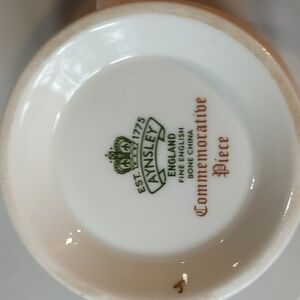 EST. 1775
AYNSLEY
ENGLAND
FINE ENGLISH
BONE CHINA
Commemorative
Piece